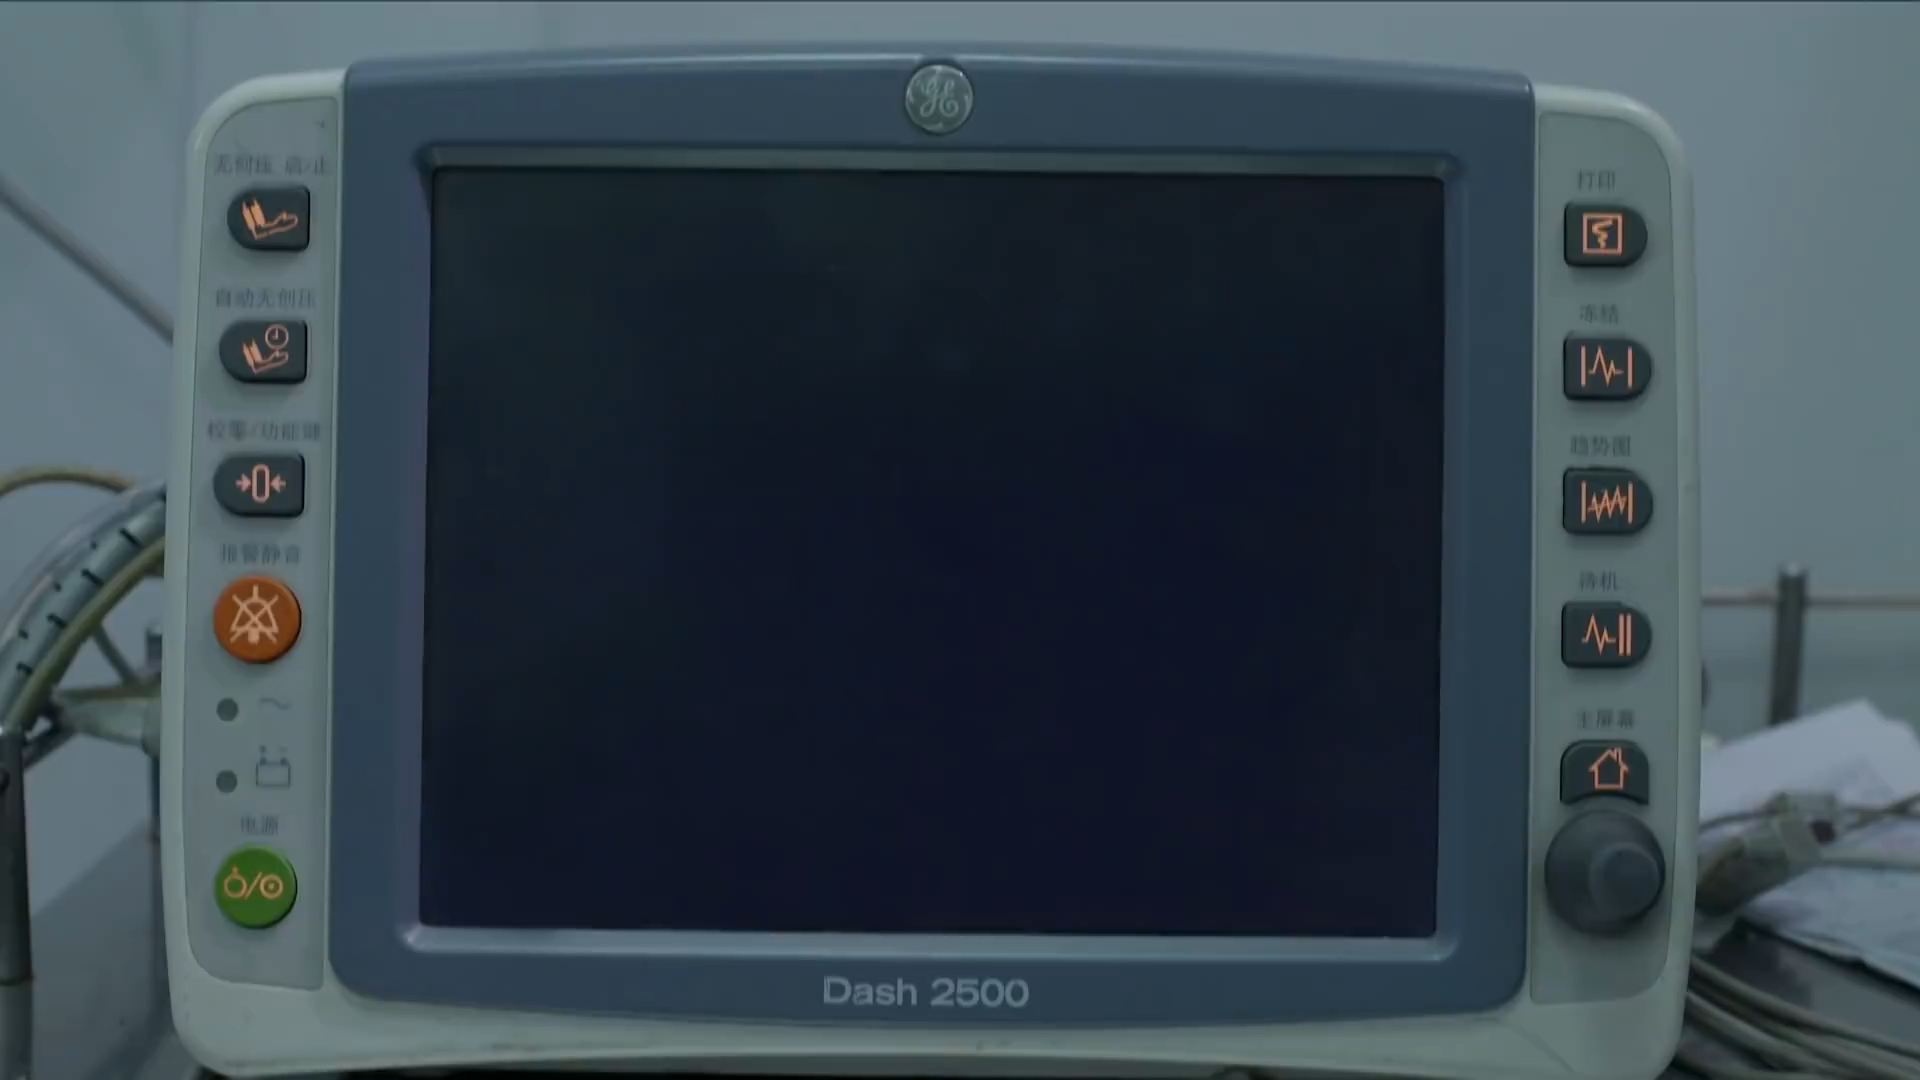 GE
无创压 启/止
自动无创压
校零/功能键
报警静音
电源
打印
冻结
趋势图
待机
主屏幕
Dash 2500